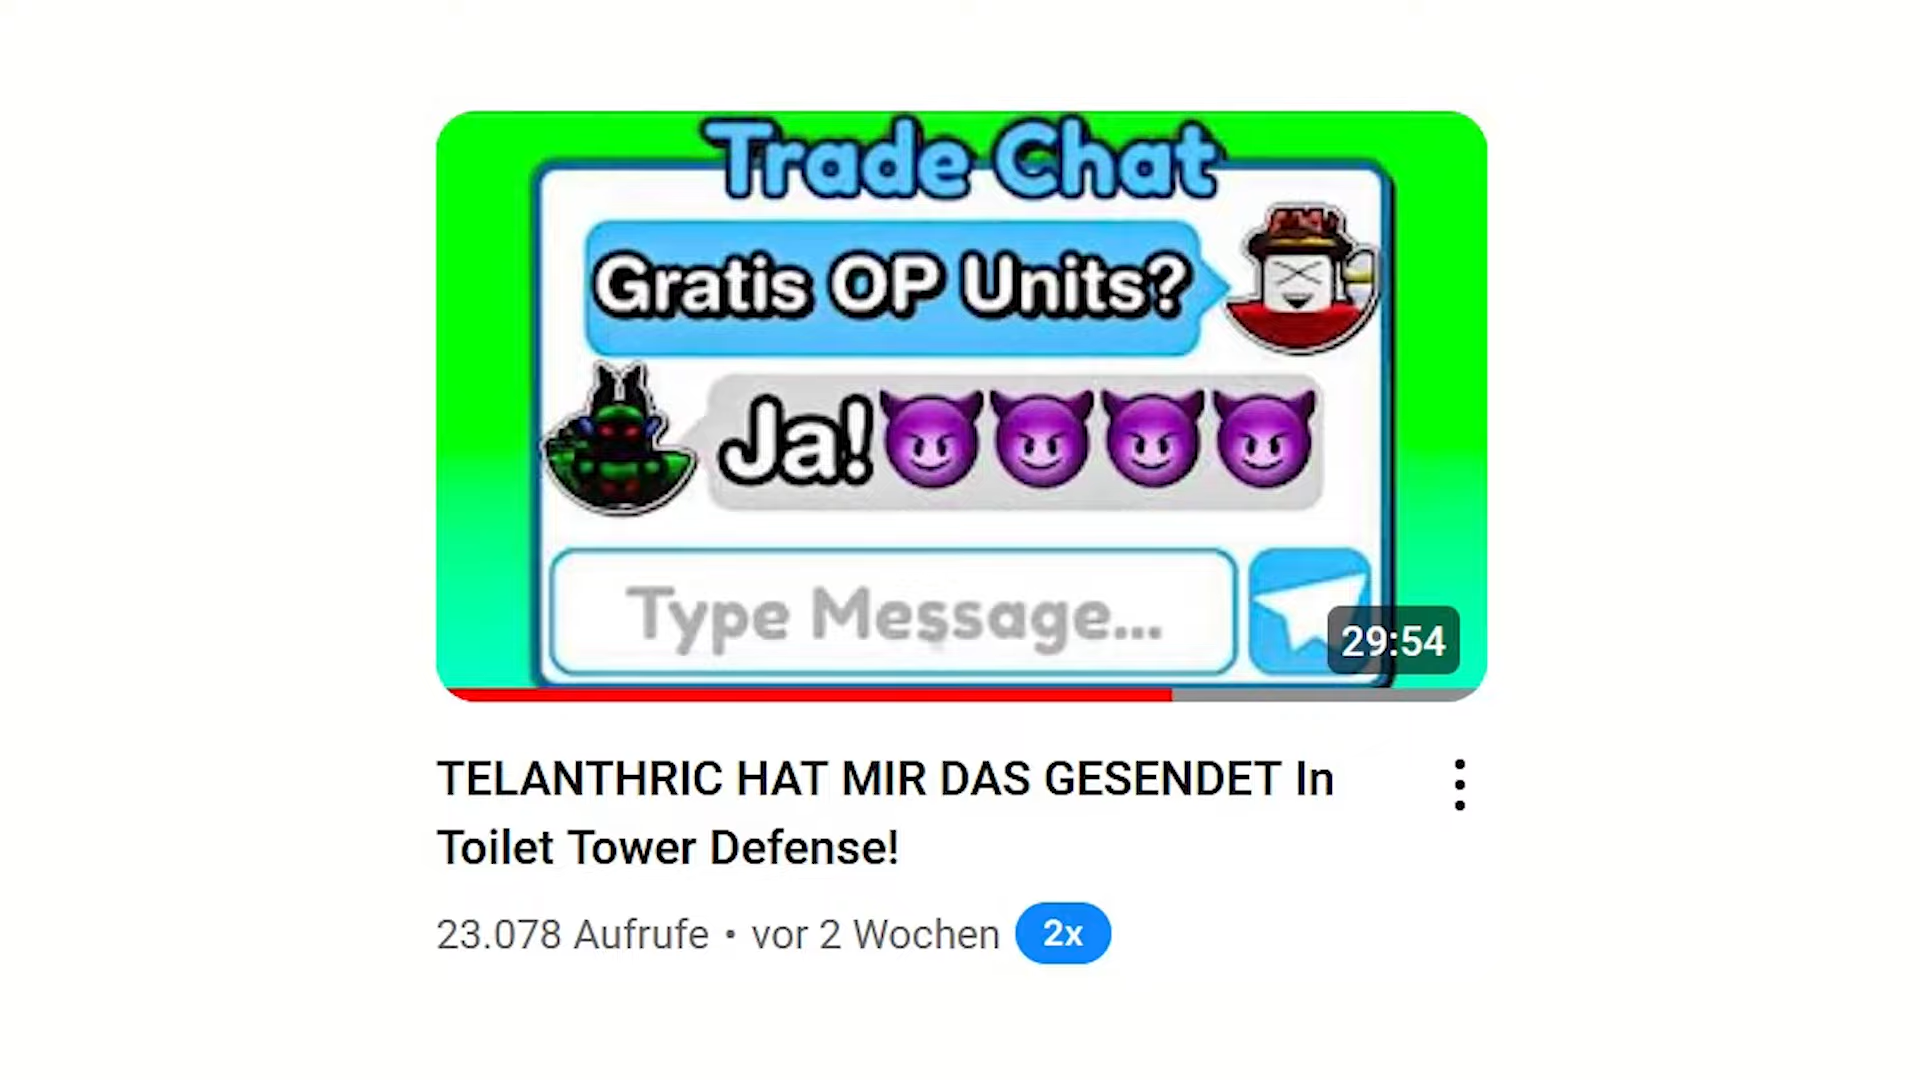 Trade Chat
Gratis OP Units?
Ja!😈😈😈😈
Type Message...
29:54
TELANTHRIC HAT MIR DAS GESENDET In
Toilet Tower Defense!
23.078 Aufrufe • vor 2 Wochen 2x